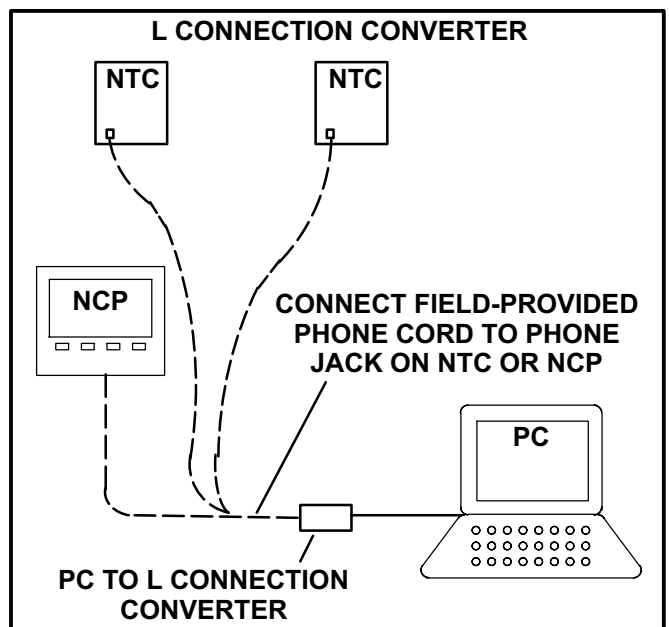 L CONNECTION CONVERTER
NTC
NTC
NCP
CONNECT FIELD-PROVIDED
PHONE CORD TO PHONE
JACK ON NTC OR NCP
PC
PC TO L CONNECTION
CONVERTER